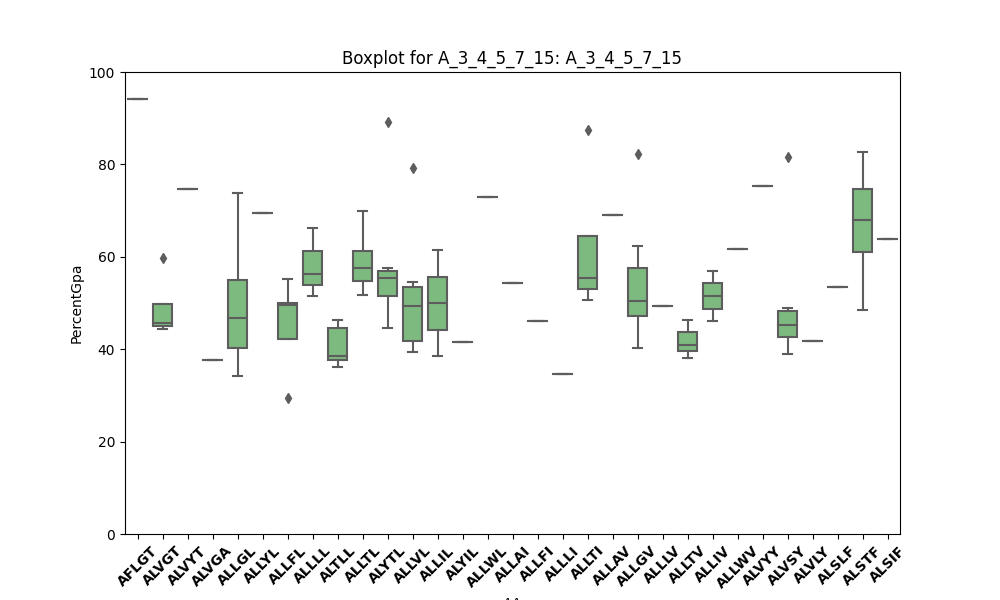 Boxplot for A_3_4_5_7_15: A_3_4_5_7_15
100
80
60
40
20
0
PercentGpa
AFLGT
ALVGT
ALVYT
ALVGA
ALLGL
ALLYL
ALLFL
ALLLL
ALTLL
ALLTL
ALYTL
ALLVL
ALLIL
ALYIL
ALLWL
ALLAI
ALLFI
ALLLI
ALLTI
ALLAV
ALLGV
ALLLV
ALLTV
ALLIV
ALLWV
ALVYY
ALVSY
ALVLY
ALSLF
ALSTF
ALSIF